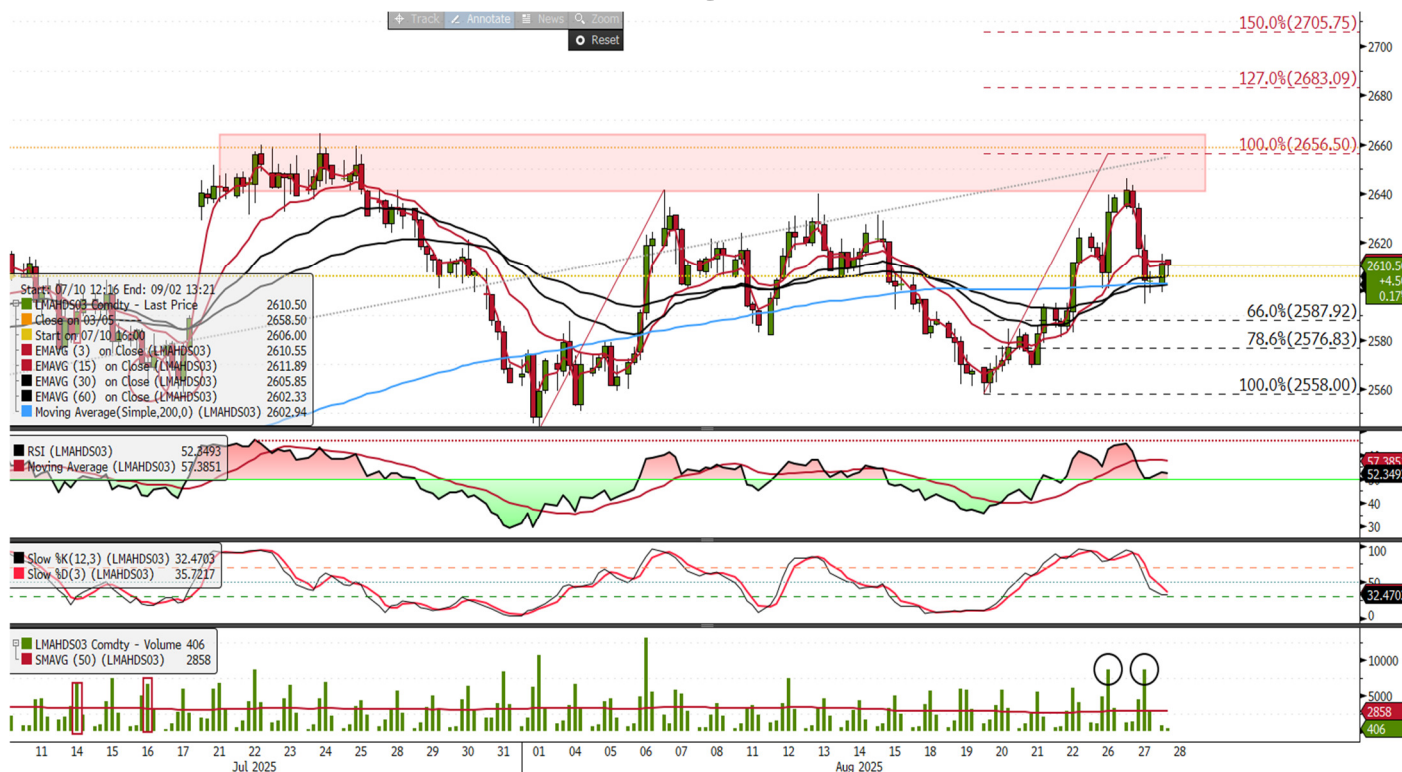 Track Annotate News Zoom
Reset
150.0%(2705.75)
2700
127.0%(2683.09)
2680
2660
100.0%(2656.50)
2640
2620
2610.50
+4.50
66.0%(2587.92)
2580
78.6%(2576.83)
2560
100.0%(2558.00)
Start: 07/10 12:16 End: 09/02 13:21
LMAHDS03 Comdty - Last Price 2610.50
Close on 03/05 2658.50
Start on 07/10 16:00 2606.00
EMAVG (3) on Close (LMAHDS03) 2610.55
EMAVG (15) on Close (LMAHDS03) 2611.89
EMAVG (30) on Close (LMAHDS03) 2605.85
EMAVG (60) on Close (LMAHDS03) 2602.33
Moving Average(Simple,200,0) (LMAHDS03) 2602.94
RSI (LMAHDS03) 52.3493
Moving Average (LMAHDS03) 57.3851
40
30
Slow %K(12,3) (LMAHDS03) 32.4703
Slow %D(3) (LMAHDS03) 35.7217
100
50
32.470
0
LMAHDS03 Comdty - Volume 406
SMAVG (50) (LMAHDS03) 2858
10000
5000
2858
406
11 14 15 16 17 21 22 23 24 25 28 29 30 31 01 04 05 06 07 08 11 12 13 14 15 18 19 20 21 22 26 27 28
Jul 2025 Aug 2025